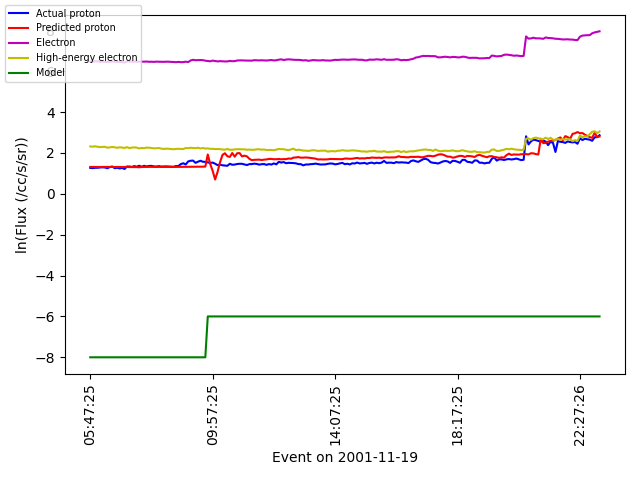 Actual proton
Predicted proton
Electron
High-energy electron
Model
8
6
4
2
0
−2
−4
−6
−8
ln(Flux (/cc/s/sr))
05:47:25
09:57:25
14:07:25
18:17:25
22:27:26
Event on 2001-11-19